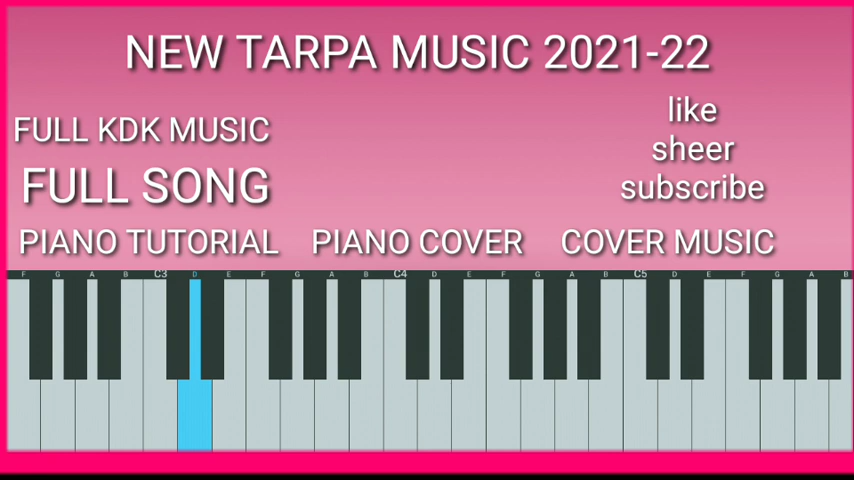 NEW TARPA MUSIC 2021-22
FULL KDK MUSIC
FULL SONG
like
sheer
subscribe
PIANO TUTORIAL PIANO COVER COVER MUSIC
F G A B C3 D E F G A B C4 D E F G A B C5 D E F G A B